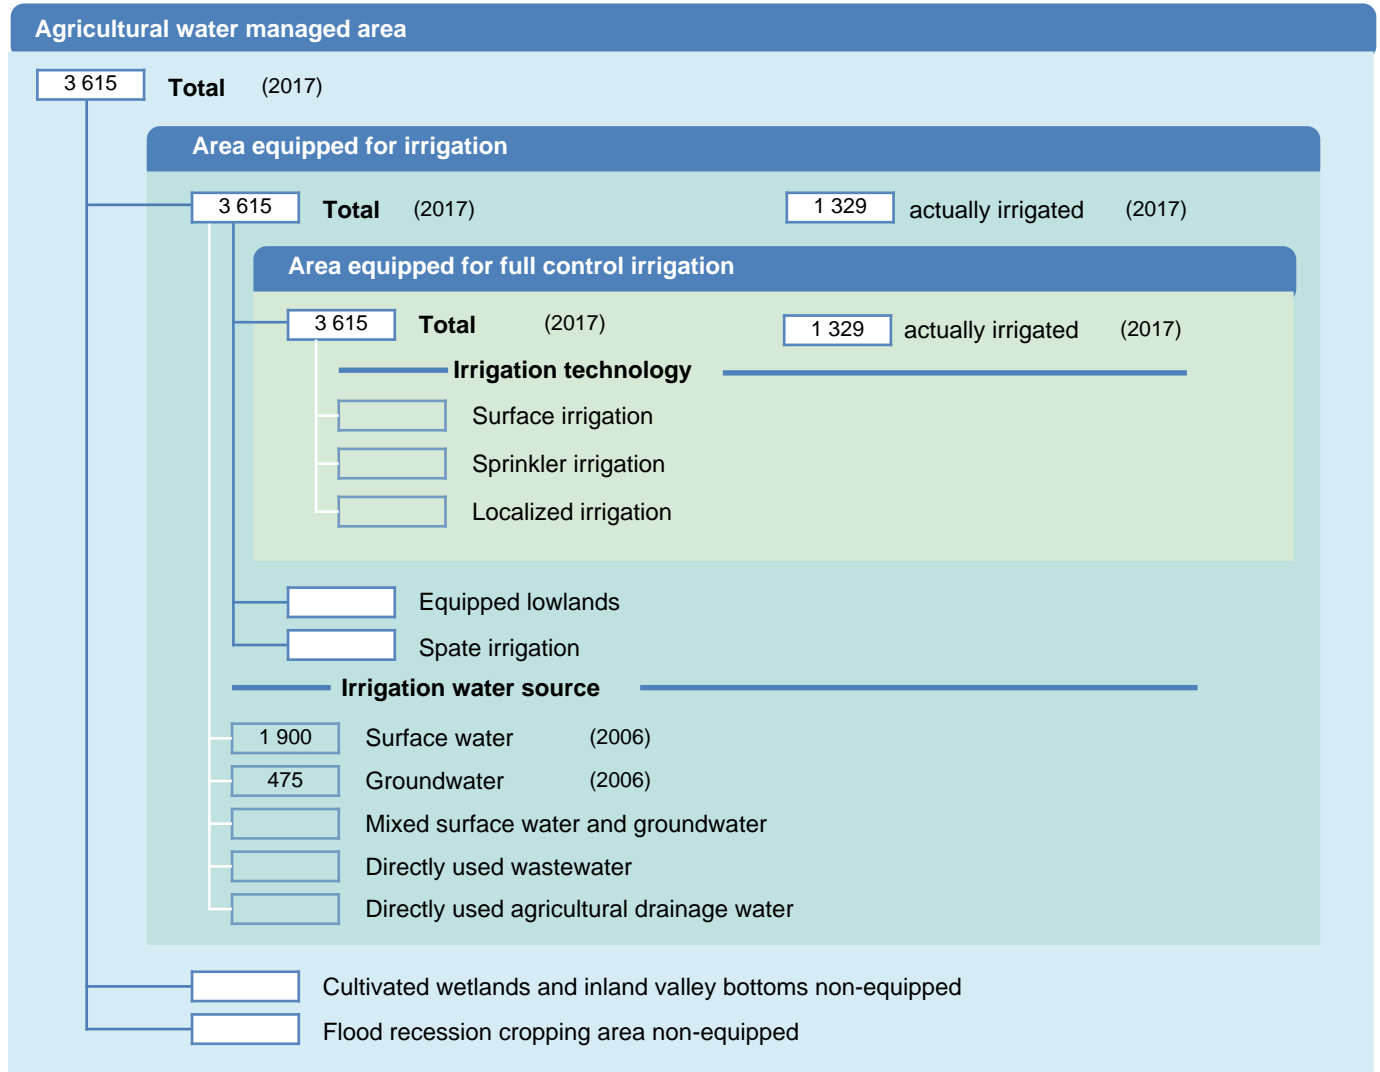 Agricultural water managed area
3 615 Total (2017)
Area equipped for irrigation
3 615 Total (2017) 1 329 actually irrigated (2017)
Area equipped for full control irrigation
3 615 Total (2017) 1 329 actually irrigated (2017)
Irrigation technology
Surface irrigation
Sprinkler irrigation
Localized irrigation
Equipped lowlands
Spate irrigation
Irrigation water source
1 900 Surface water (2006)
475 Groundwater (2006)
Mixed surface water and groundwater
Directly used wastewater
Directly used agricultural drainage water
Cultivated wetlands and inland valley bottoms non-equipped
Flood recession cropping area non-equipped